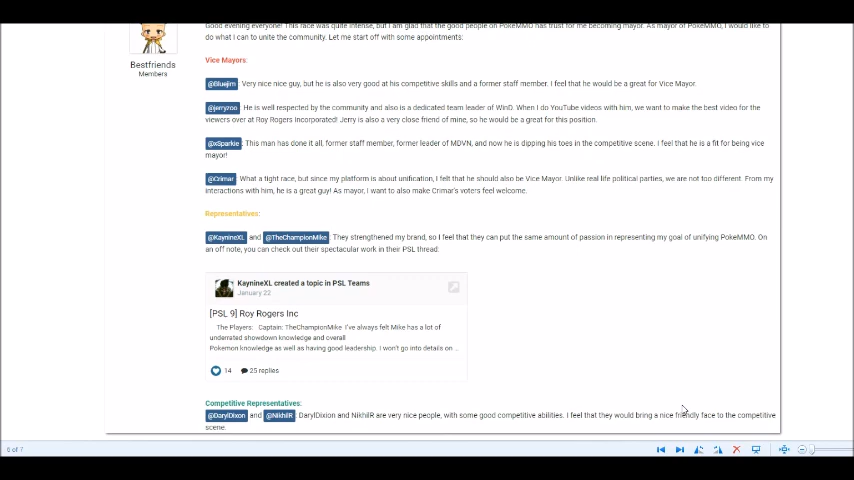 Good evening everyone! This race was quite intense, but I am glad that the good people on PokeMMO has trust for me becoming mayor. As mayor of PokeMMO, I would like to
do what I can to unite the community. Let me start off with some appointments:
Bestfriends
Members
Vice Mayors:
@Bluejim Very nice nice guy, but he is also very good at his competitive skills and a former staff member. I feel that he would be a great for Vice Mayor.
@jerryzoo: He is well respected by the community and also is a dedicated team leader of WinD. When I do YouTube videos with him, we want to make the best video for the
viewers over at Roy Rogers Incorporated! Jerry is also a very close friend of mine, so he would be a great for this position.
@xSparkie: This man has done it all, former staff member, former leader of MDVN, and now he is dipping his toes in the competitive scene. I feel that he is a fit for being vice
mayor!
@Crimar What a tight race, but since my platform is about unification, I felt that he should also be Vice Mayor. Unlike real life political parties, we are not too different. From my
interactions with him, he is a great guy! As mayor, I want to also make Crimar's voters feel welcome.
Representatives:
@KaynineXL and @TheChampionMike: They strengthened my brand, so I feel that they can put the same amount of passion in representing my goal of unifying PokeMMO. On
an off note, you can check out their spectacular work in their PSL thread:
KaynineXL created a topic in PSL Teams
January 22
[PSL 9] Roy Rogers Inc
The Players: Captain: TheChampionMike I've always felt Mike has a lot of
underrated showdown knowledge and overall
Pokemon knowledge as well as having good leadership. I won't go into details on ...
14 25 replies
Competitive Representatives:
@DarylDixon and @NikhilR: DarylDixon and NikhilR are very nice people, with some good competitive abilities. I feel that they would bring a nice friendly face to the competitive
scene.
6 of 7